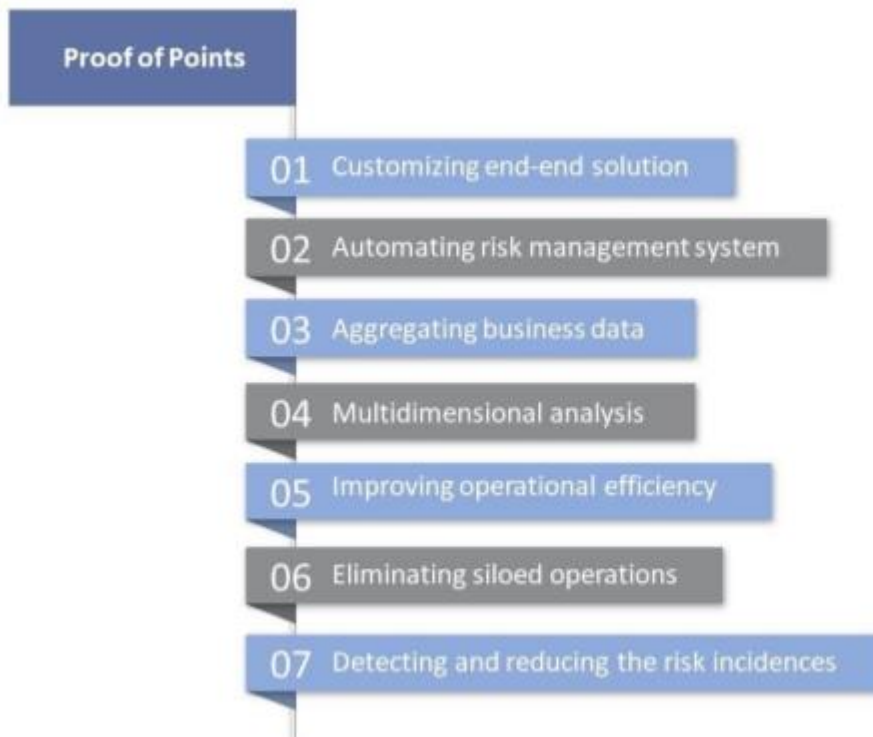 Proof of Points
01 Customizing end-end solution
02 Automating risk management system
03 Aggregating business data
04 Multidimensional analysis
05 Improving operational efficiency
06 Eliminating siloed operations
07 Detecting and reducing the risk incidences